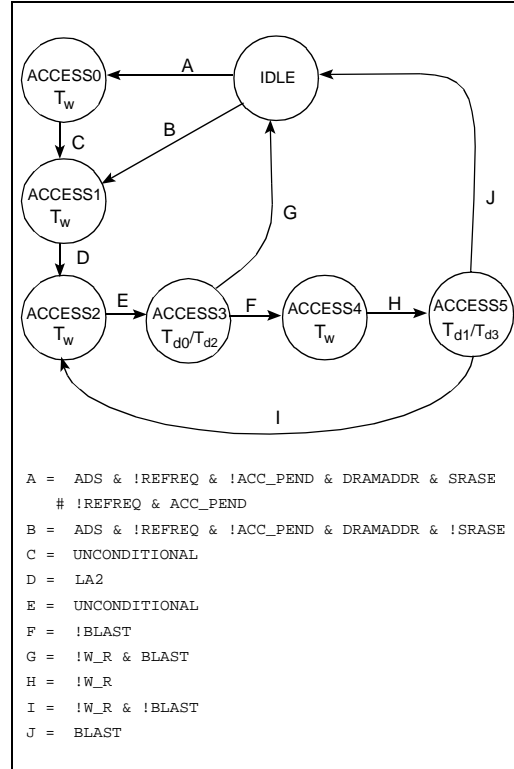 A
ACCESS0
Tw
IDLE
C
B
ACCESS1
Tw
G
J
D
ACCESS2
Tw
E
ACCESS3
Td0/Td2
F
ACCESS4
Tw
H
ACCESS5
Td1/Td3
I
A = ADS & !REFREQ & !ACC_PEND & DRAMADDR & SRASE
# !REFREQ & ACC_PEND
B = ADS & !REFREQ & !ACC_PEND & DRAMADDR & !SRASE
C = UNCONDITIONAL
D = LA2
E = UNCONDITIONAL
F = !BLAST
G = !W_R & BLAST
H = !W_R
I = !W_R & !BLAST
J = BLAST